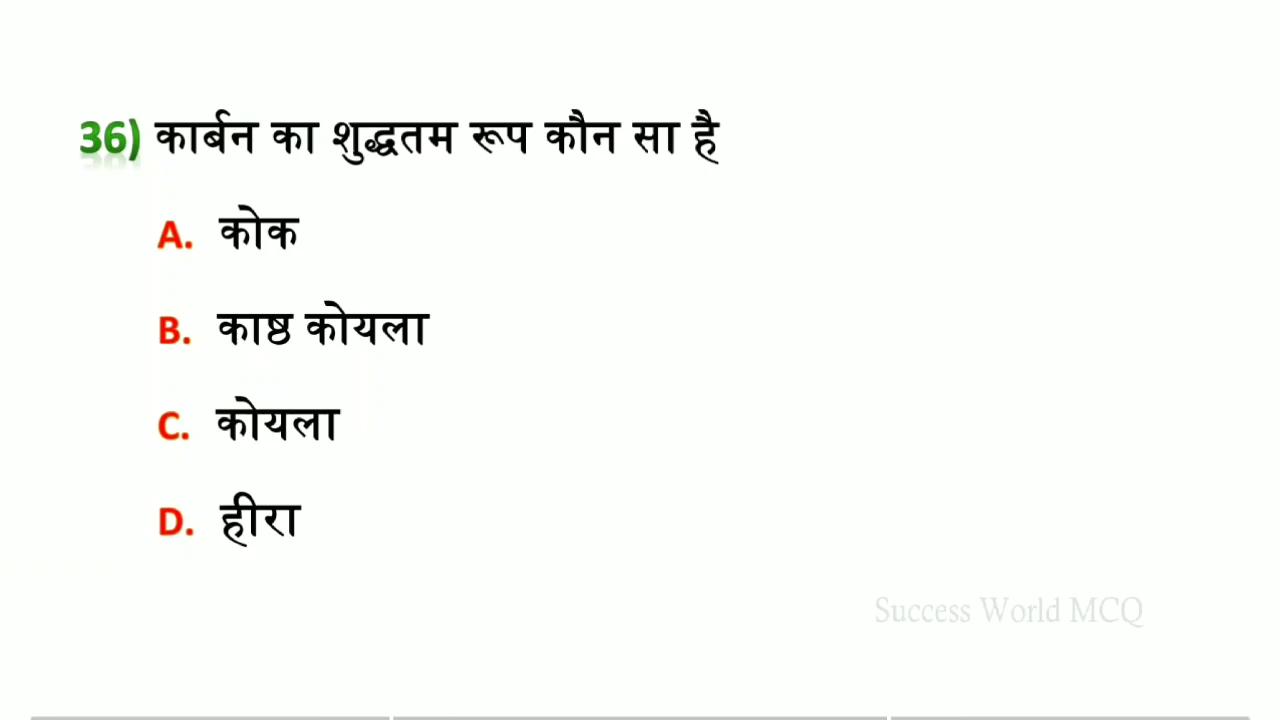 36) कार्बन का शुद्धतम रूप कौन सा है
A. कोक
B. काष्ठ कोयला
C. कोयला
D. हीरा
Success World MCQ